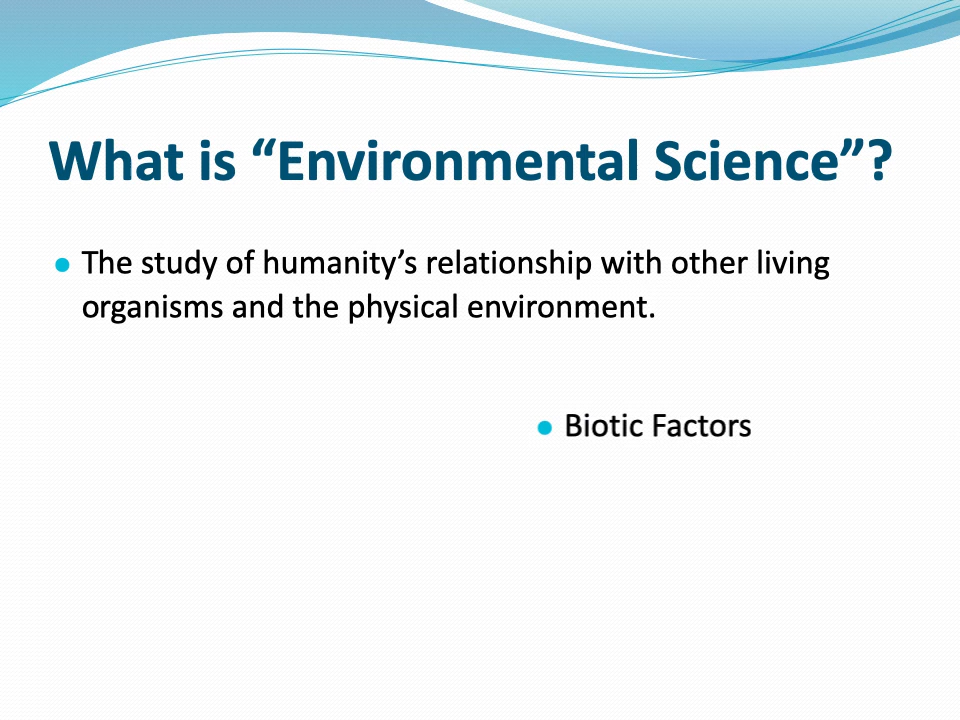 What is “Environmental Science”?
● The study of humanity’s relationship with other living
organisms and the physical environment.
● Biotic Factors